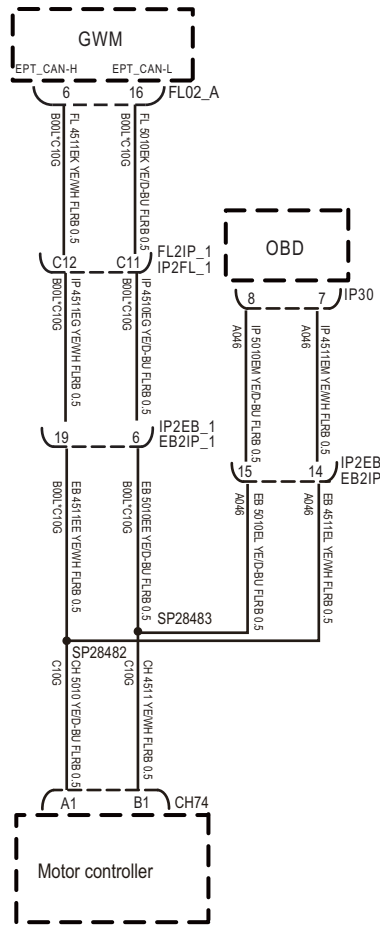 GWM
EPT_CAN-H EPT_CAN-L
6 16 FL02_A
B00L*C10G
FL 4511EK YE/WH FLRB 0.5
B00L*C10G
FL 5010EK YE/D-BU FLRB 0.5
C12 C11 FL2IP_1
IP2FL_1
B00L*C10G
IP 4511EG YE/WH FLRB 0.5
B00L*C10G
IP 4510EG YE/D-BU FLRB 0.5
OBD
8 7 IP30
A046
IP 5010EM YE/D-BU FLRB 0.5
A046
IP 4511EM YE/WH FLRB 0.5
19 6 IP2EB_1
EB2IP_1
15 14 IP2EB
EB2IP
B00L*C10G
EB 4511EE YE/WH FLRB 0.5
B00L*C10G
EB 5010EE YE/D-BU FLRB 0.5
A046
EB 5010EL YE/D-BU FLRB 0.5
A046
EB 4511EL YE/WH FLRB 0.5
SP28483
SP28482
C10G
CH 5010 YE/D-BU FLRB 0.5
C10G
CH 4511 YE/WH FLRB 0.5
A1 B1 CH74
Motor controller